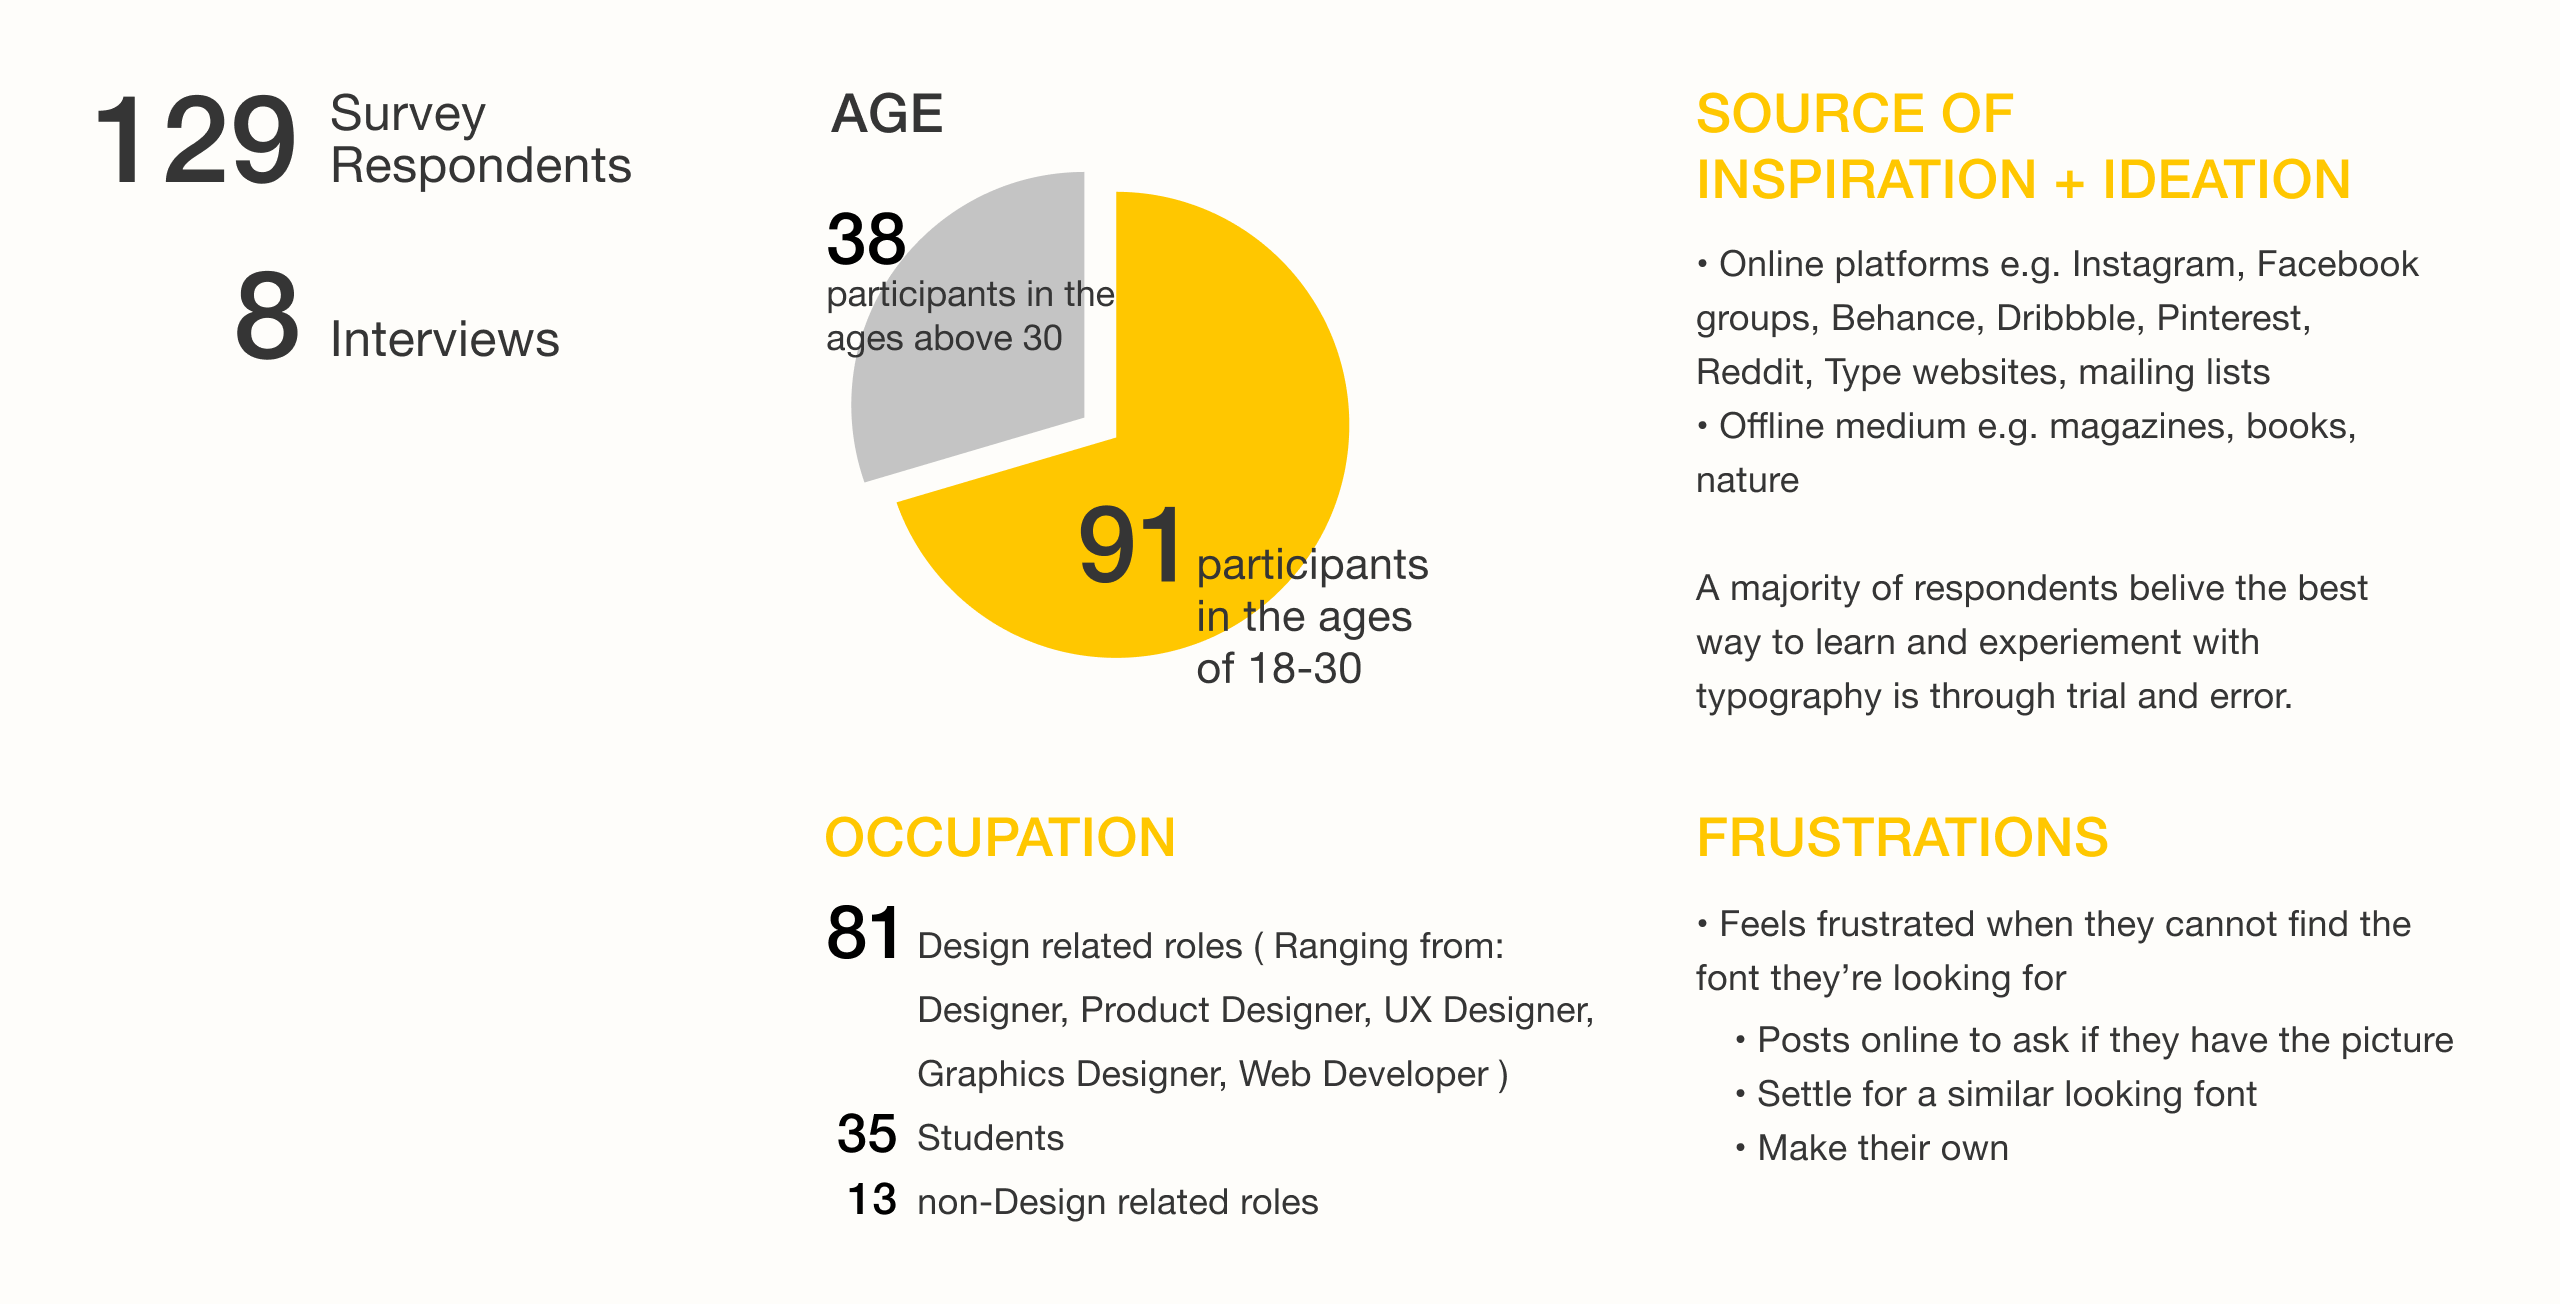 129 Survey
Respondents
8 Interviews
AGE
38
participants in the
ages above 30
91 participants
in the ages
of 18-30
OCCUPATION
81 Design related roles ( Ranging from:
Designer, Product Designer, UX Designer,
Graphics Designer, Web Developer )
35 Students
13 non-Design related roles
SOURCE OF
INSPIRATION + IDEATION
• Online platforms e.g. Instagram, Facebook
groups, Behance, Dribbble, Pinterest,
Reddit, Type websites, mailing lists
• Offline medium e.g. magazines, books,
nature
A majority of respondents belive the best
way to learn and experiement with
typography is through trial and error.
FRUSTRATIONS
• Feels frustrated when they cannot find the
font they’re looking for
• Posts online to ask if they have the picture
• Settle for a similar looking font
• Make their own